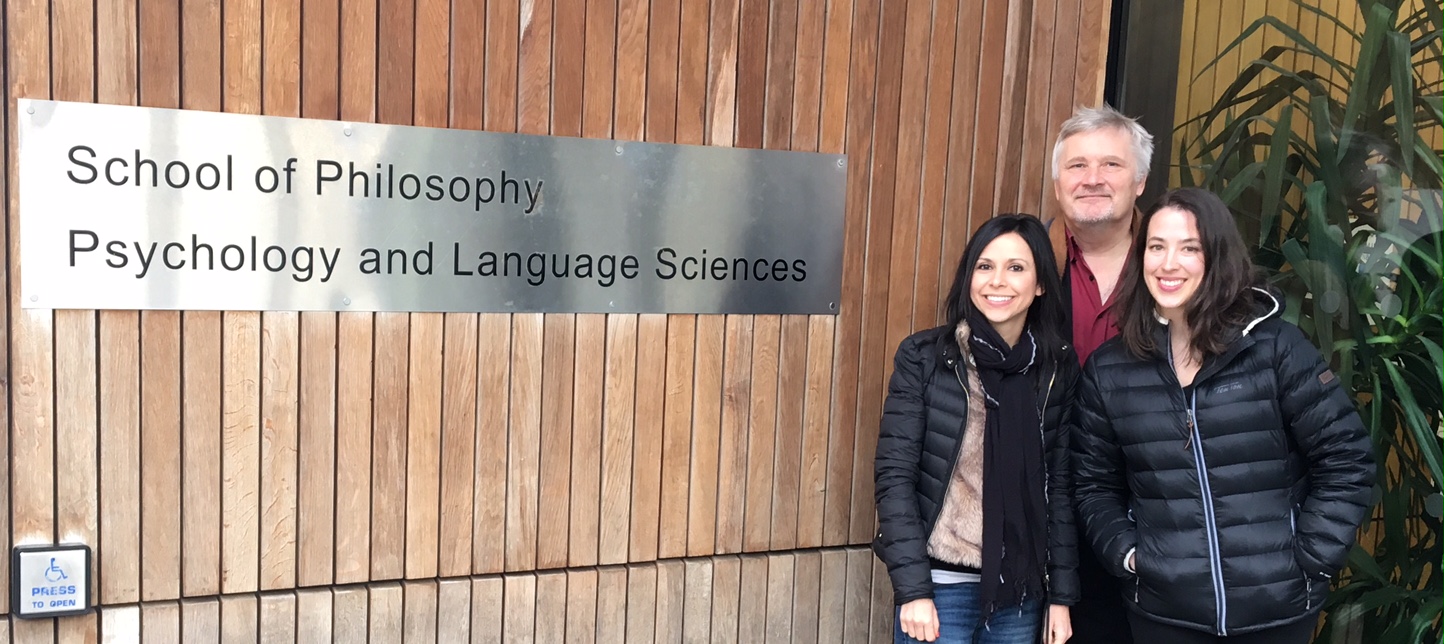 School of Philosophy
Psychology and Language Sciences
PRESS
TO OPEN